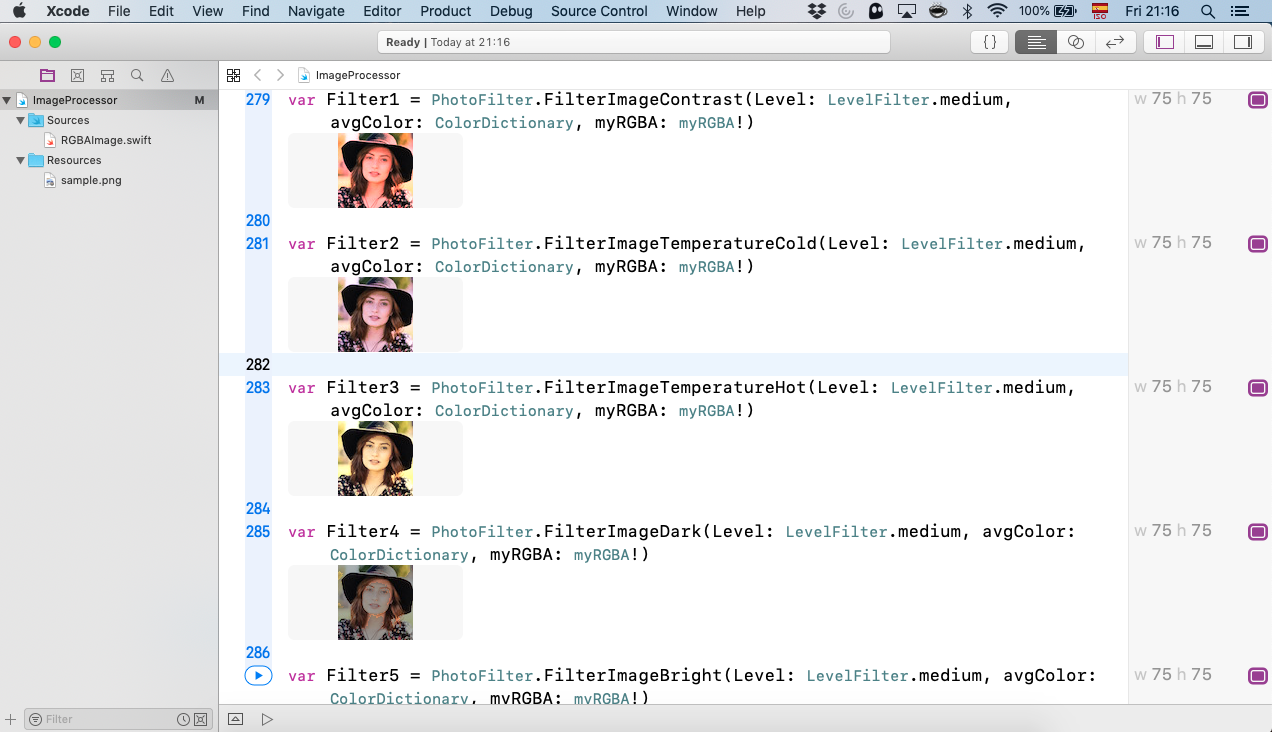 Xcode File Edit View Find Navigate Editor Product Debug Source Control Window Help 100% ISO Fri 21:16
Ready | Today at 21:16
{ }
ImageProcessor M
Sources
RGBAImage.swift
Resources
sample.png
Filter
ImageProcessor
279 var Filter1 = PhotoFilter.FilterImageContrast(Level: LevelFilter.medium, w 75 h 75
avgColor: ColorDictionary, myRGBA: myRGBA!)
280
281 var Filter2 = PhotoFilter.FilterImageTemperatureCold(Level: LevelFilter.medium, w 75 h 75
avgColor: ColorDictionary, myRGBA: myRGBA!)
282
283 var Filter3 = PhotoFilter.FilterImageTemperatureHot(Level: LevelFilter.medium, w 75 h 75
avgColor: ColorDictionary, myRGBA: myRGBA!)
284
285 var Filter4 = PhotoFilter.FilterImageDark(Level: LevelFilter.medium, avgColor: w 75 h 75
ColorDictionary, myRGBA: myRGBA!)
286
var Filter5 = PhotoFilter.FilterImageBright(Level: LevelFilter.medium, avgColor: w 75 h 75
ColorDictionary, myRGBA: myRGBA!)